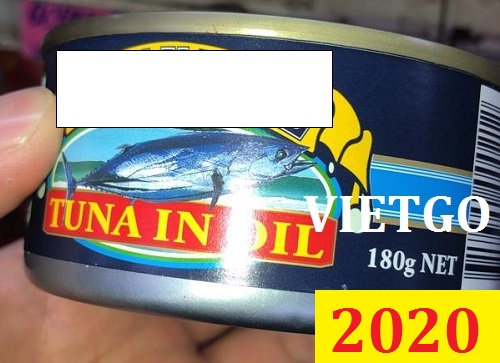 TUNA IN OIL
VIETGO
180g NET
2020